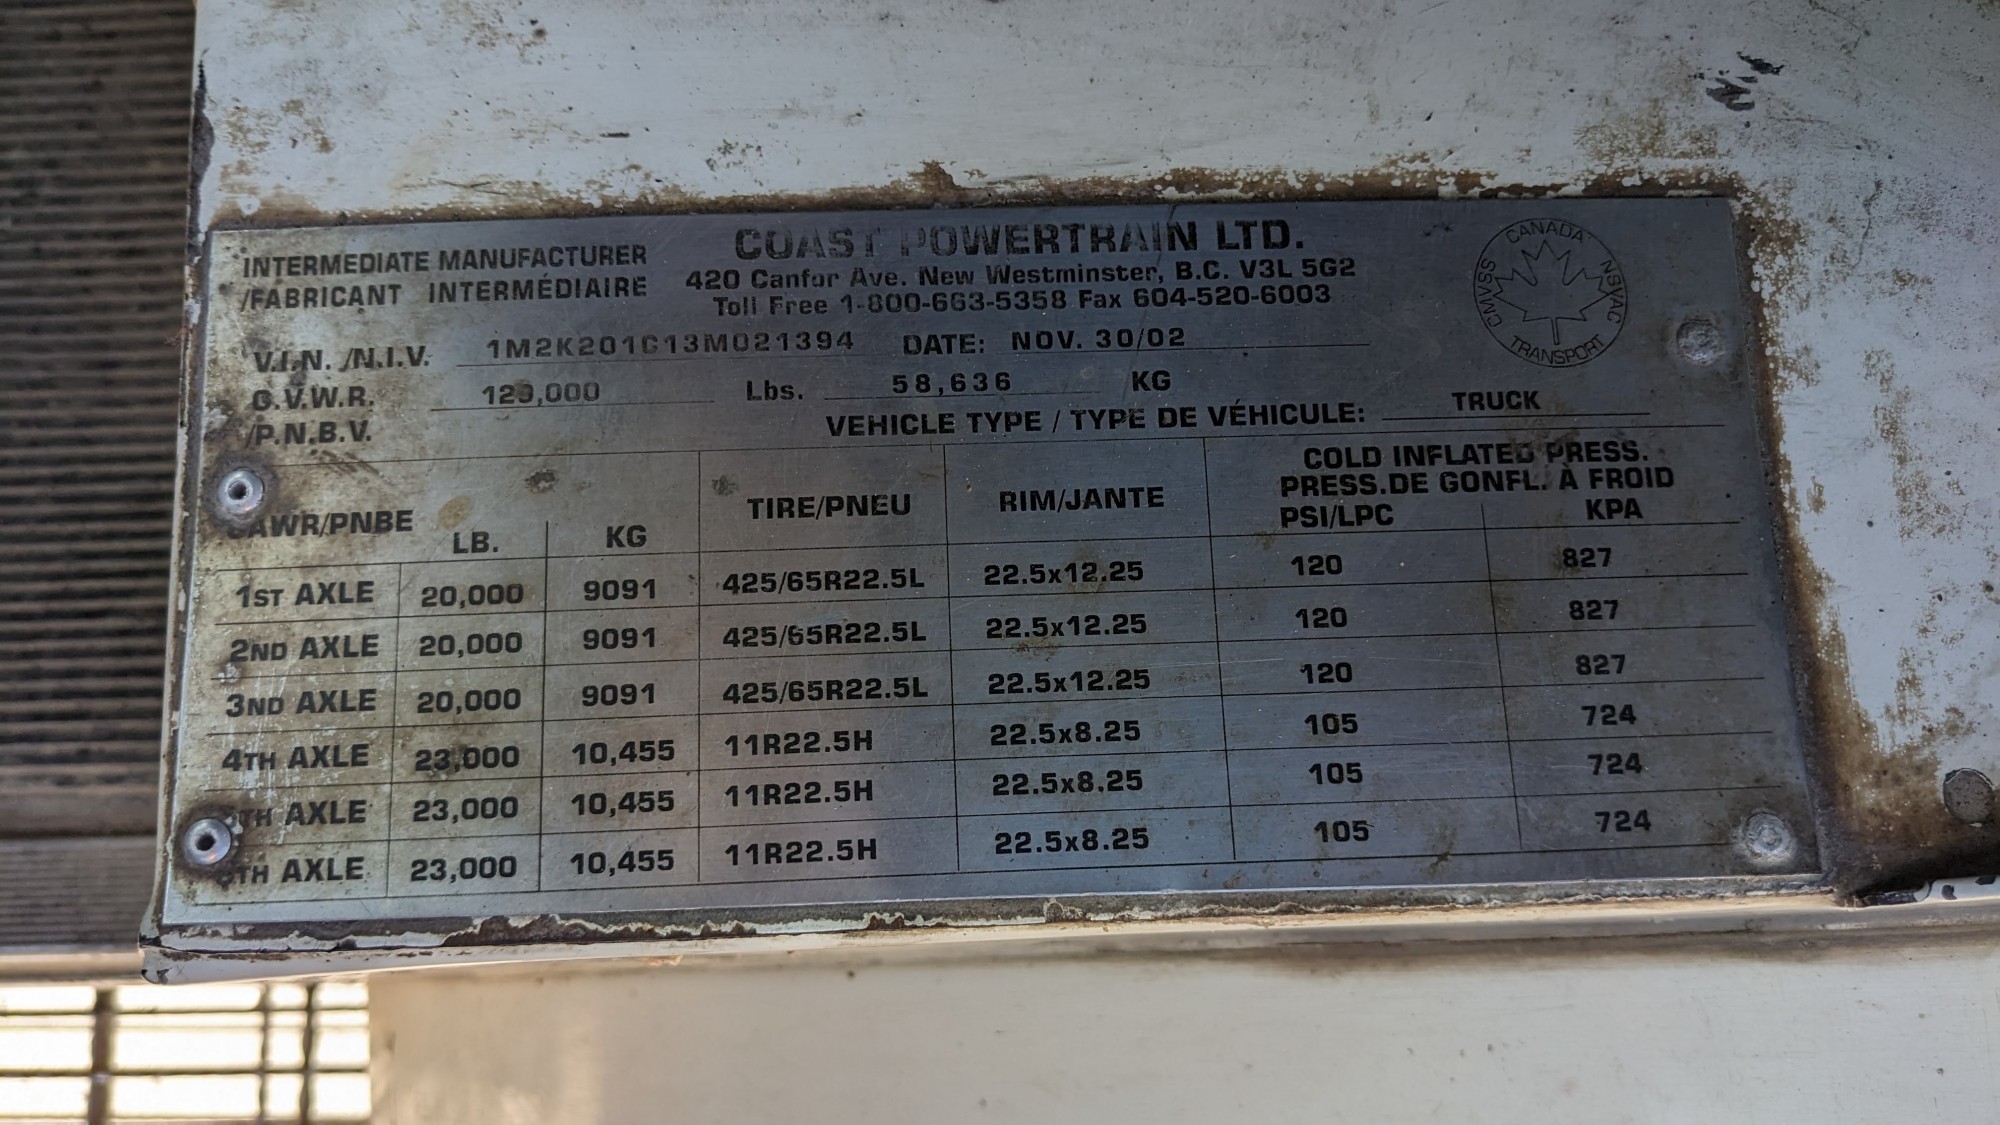 INTERMEDIATE MANUFACTURER
/FABRICANT INTERMÉDIAIRE
COAST POWERTRAIN LTD.
420 Canfor Ave. New Westminster, B.C. V3L 5G2
Toll Free 1-800-663-5358 Fax 604-520-6003
CANADA
CMVSS
NSVAC
TRANSPORT
V.I.N. /N.I.V. 1M2K201C13M021394 DATE: NOV. 30/02
G.V.W.R. 129,000 Lbs. 58,636 KG
/P.N.B.V.
VEHICLE TYPE / TYPE DE VÉHICULE: TRUCK
COLD INFLATED PRESS.
PRESS.DE GONFL. À FROID
GAWR/PNBE LB. KG TIRE/PNEU RIM/JANTE PSI/LPC KPA
1ST AXLE 20,000 9091 425/65R22.5L 22.5x12.25 120 827
2ND AXLE 20,000 9091 425/65R22.5L 22.5x12.25 120 827
3ND AXLE 20,000 9091 425/65R22.5L 22.5x12.25 120 827
4TH AXLE 23,000 10,455 11R22.5H 22.5x8.25 105 724
TH AXLE 23,000 10,455 11R22.5H 22.5x8.25 105 724
TH AXLE 23,000 10,455 11R22.5H 22.5x8.25 105 724